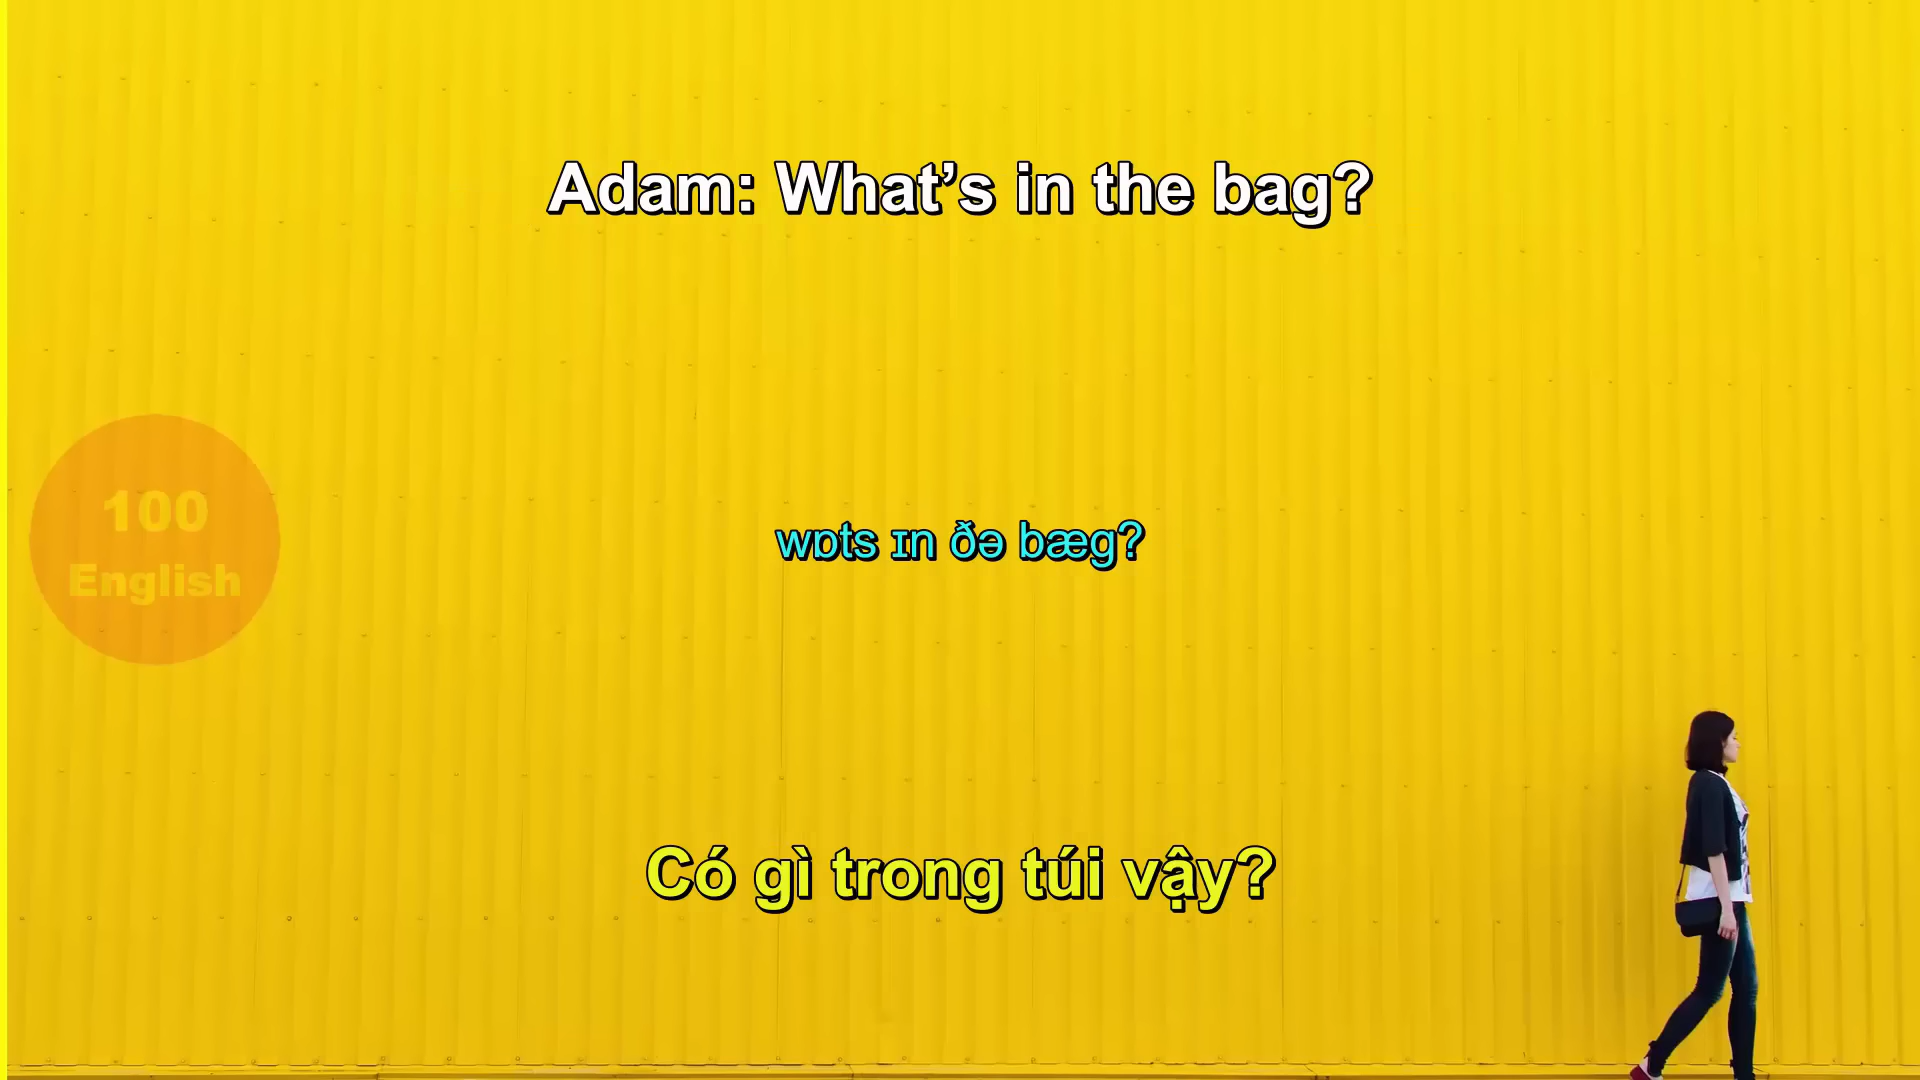 Adam: What’s in the bag?
100
English
wɒts ɪn ðə bæg?
Có gì trong túi vậy?